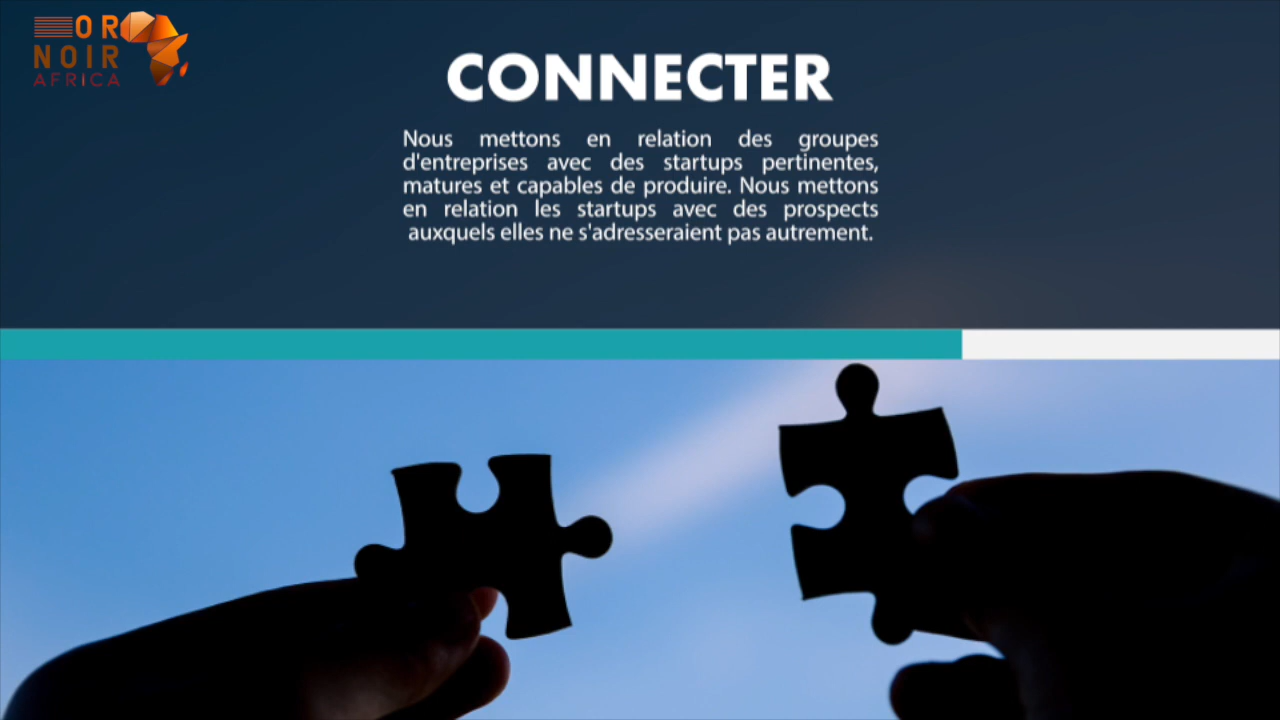 OR
NOIR
AFRICA
CONNECTER
Nous mettons en relation des groupes
d'entreprises avec des startups pertinentes,
matures et capables de produire. Nous mettons
en relation les startups avec des prospects
auxquels elles ne s'adresseraient pas autrement.